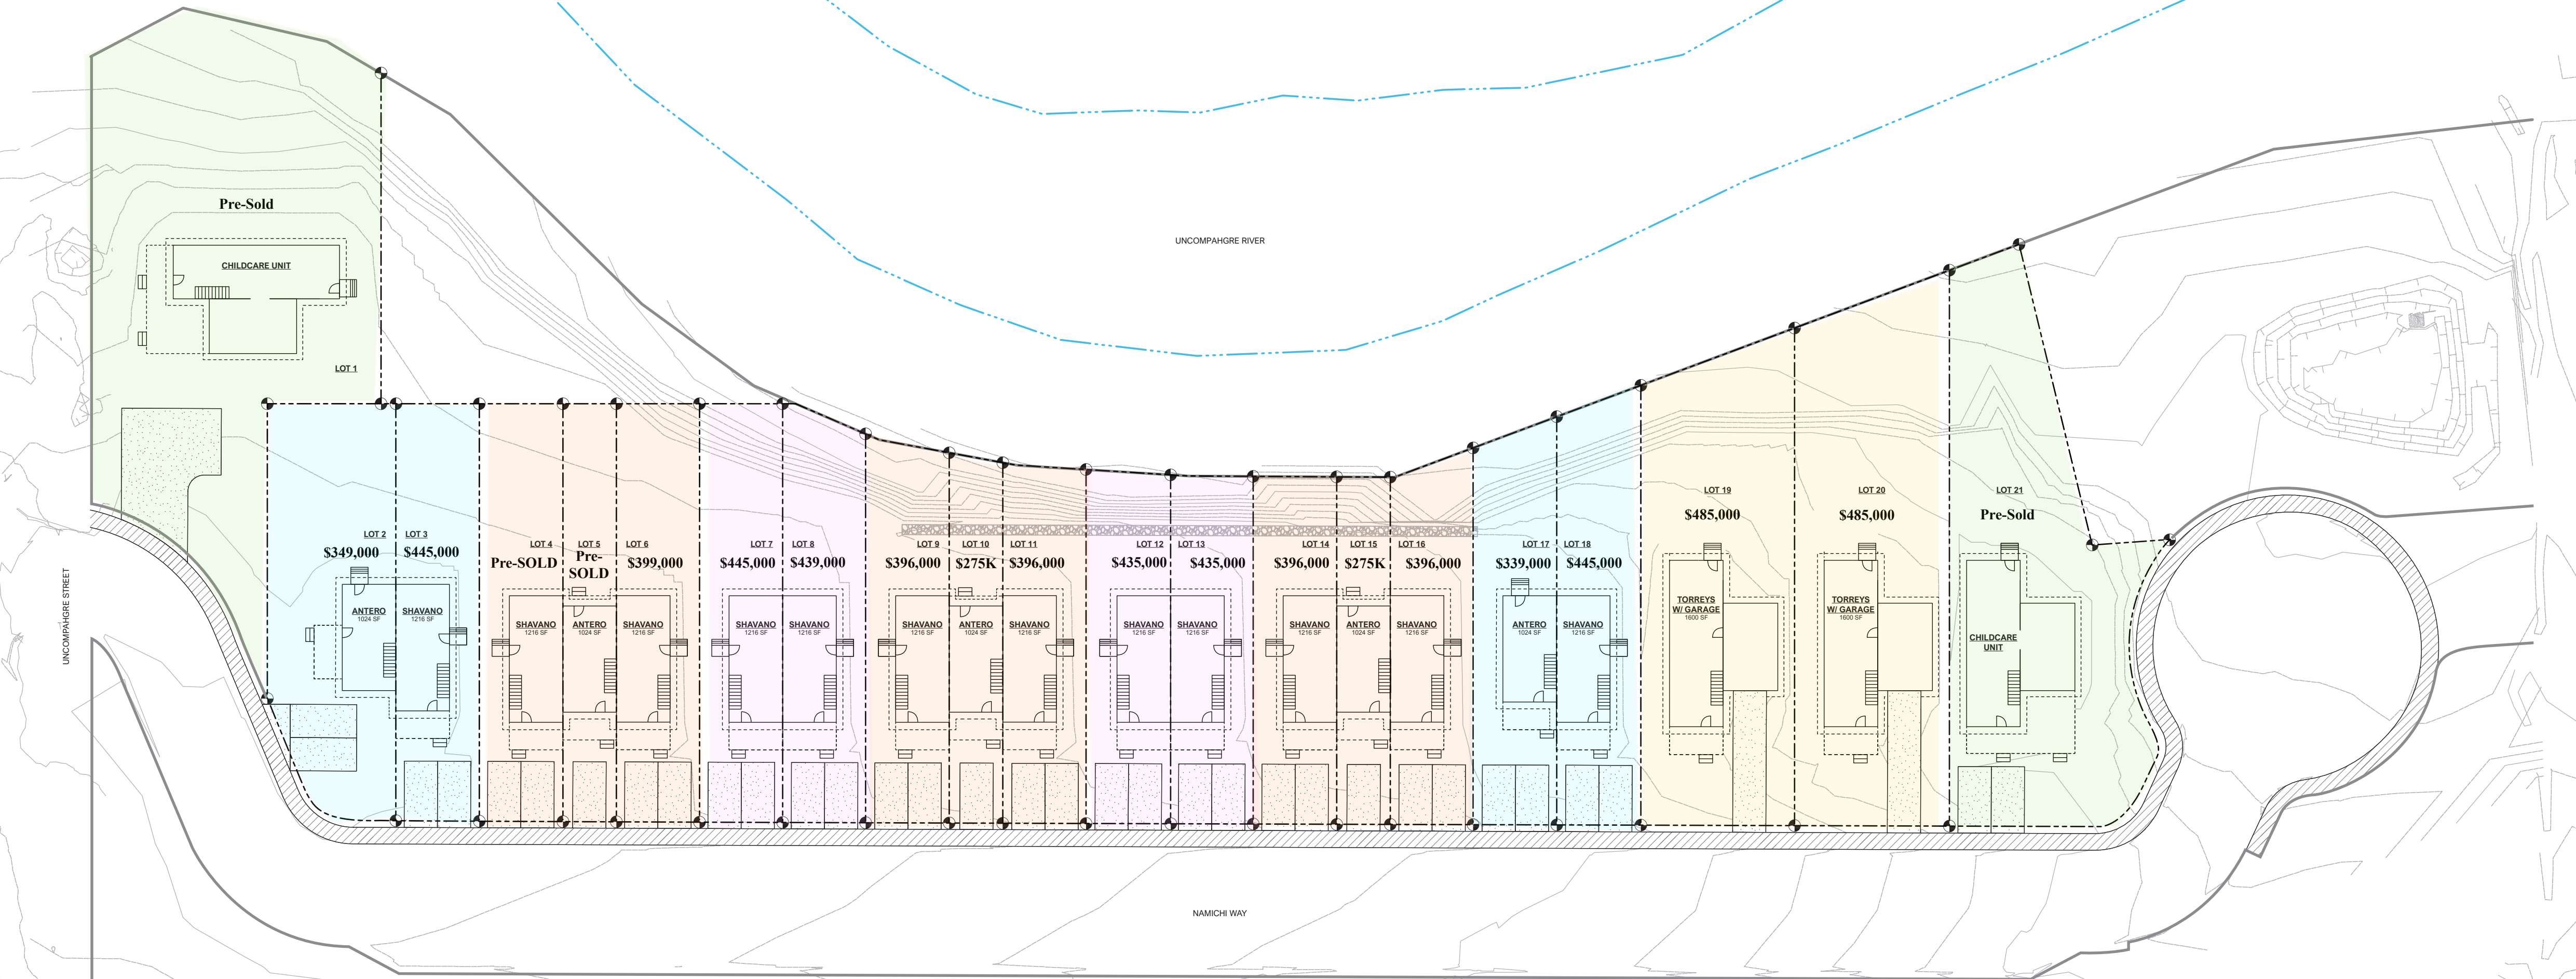 UNCOMPAHGRE RIVER
Pre-Sold
CHILDCARE UNIT
LOT 1
UNCOMPAHGRE STREET
LOT 2
$349,000
ANTERO
1024 SF
LOT 3
$445,000
SHAVANO
1216 SF
LOT 4
Pre-SOLD
SHAVANO
1216 SF
LOT 5
Pre-
SOLD
ANTERO
1024 SF
LOT 6
$399,000
SHAVANO
1216 SF
LOT 7
$445,000
SHAVANO
1216 SF
LOT 8
$439,000
SHAVANO
1216 SF
LOT 9
$396,000
SHAVANO
1216 SF
LOT 10
$275K
ANTERO
1024 SF
LOT 11
$396,000
SHAVANO
1216 SF
LOT 12
$435,000
SHAVANO
1216 SF
LOT 13
$435,000
SHAVANO
1216 SF
LOT 14
$396,000
SHAVANO
1216 SF
LOT 15
$275K
ANTERO
1024 SF
LOT 16
$396,000
SHAVANO
1216 SF
LOT 17
$339,000
ANTERO
1024 SF
LOT 18
$445,000
SHAVANO
1216 SF
LOT 19
$485,000
TORREYS
W/ GARAGE
1600 SF
LOT 20
$485,000
TORREYS
W/ GARAGE
1600 SF
LOT 21
Pre-Sold
CHILDCARE
UNIT
NAMICHI WAY